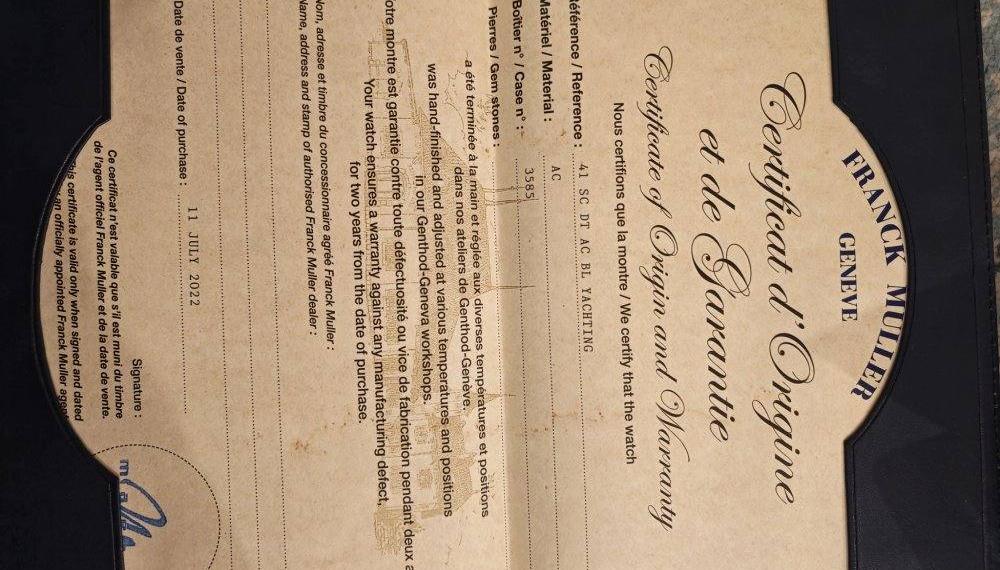 FRANCK MULLER
GENEVE
Certificat d'Origine
et de Garantie
Certificate of Origin and Warranty
Nous certifions que la montre / We certify that the watch
Référence / Reference : 41 SC DT AC BL YACHTING
Matériel / Material : AC
Boîtier n° / Case n° : 3585
Pierres / Gem stones :
a été terminée à la main et réglée aux diverses températures et positions
dans nos ateliers de Genthod-Genève.
was hand-finished and adjusted at various temperatures and positions
in our Genthod-Geneva workshops.
otre montre est garantie contre toute défectuosité ou vice de fabrication pendant deux a
Your watch ensures a warranty against any manufacturing defect,
for two years from the date of purchase.
Nom, adresse et timbre du concessionnaire agréé Franck Muller :
Name, address and stamp of authorised Franck Muller dealer :
Date de vente / Date of purchase : 11 JULY 2022
Signature :
Ce certificat n'est valable que s'il est muni du timbre
de l'agent officiel Franck Muller et de la date de vente.
this certificate is valid only when signed and dated
an officially appointed Franck Muller agen